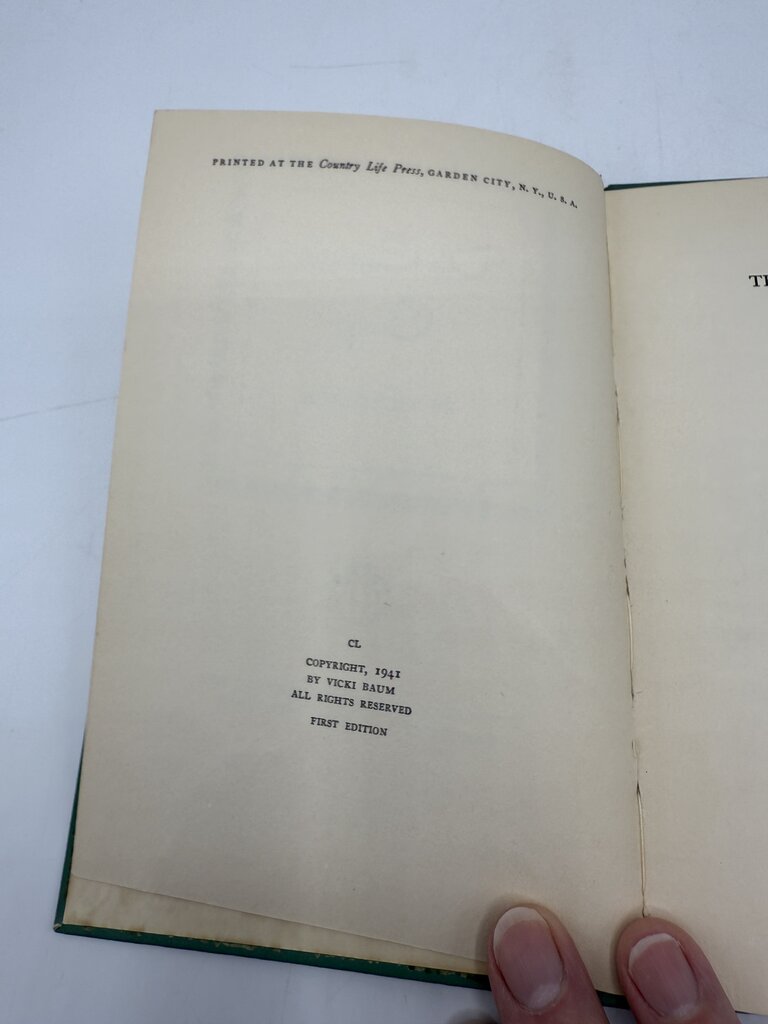 PRINTED AT THE Country Life Press, GARDEN CITY, N. Y., U. S. A.
CL
COPYRIGHT, 1941
BY VICKI BAUM
ALL RIGHTS RESERVED
FIRST EDITION